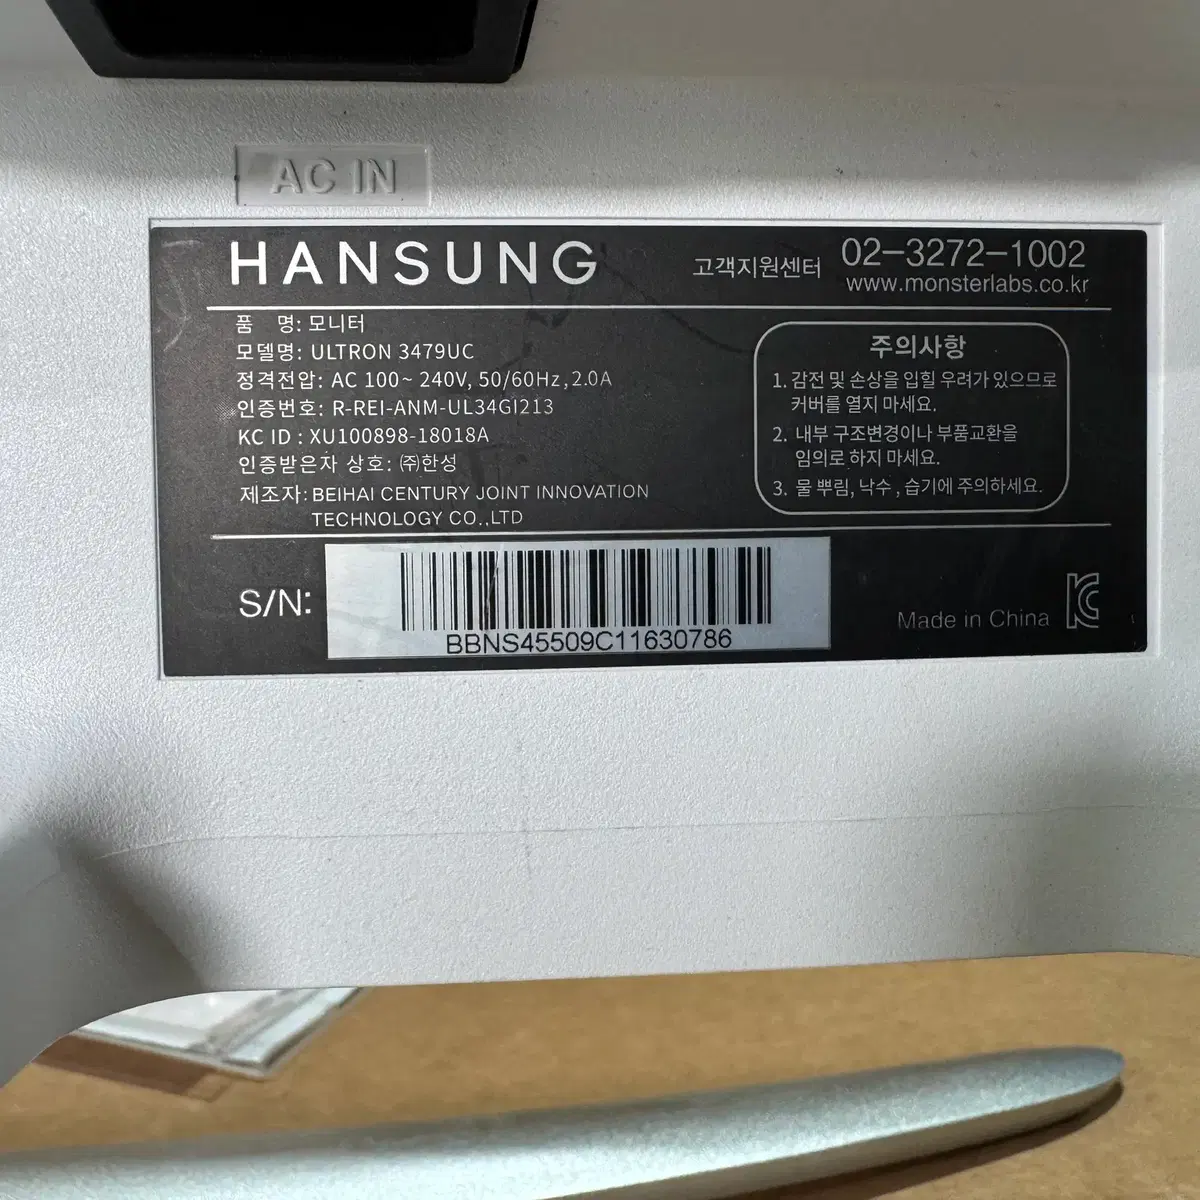 AC IN
HANSUNG
고객지원센터 02-3272-1002
www.monsterlabs.co.kr
품 명: 모니터
모델명: ULTRON 3479UC
정격전압: AC 100~ 240V, 50/60Hz,2.0A
인증번호: R-REI-ANM-UL34GI213
KC ID : XU100898-18018A
인증받은자 상호: ㈜한성
제조자: BEIHAI CENTURY JOINT INNOVATION
TECHNOLOGY CO.,LTD
주의사항
1. 감전 및 손상을 입힐 우려가 있으므로
커버를 열지 마세요.
2. 내부 구조변경이나 부품교환을
임의로 하지 마세요.
3. 물 뿌림, 낙수 , 습기에 주의하세요.
S/N:
BBNS45509C11630786
Made in China